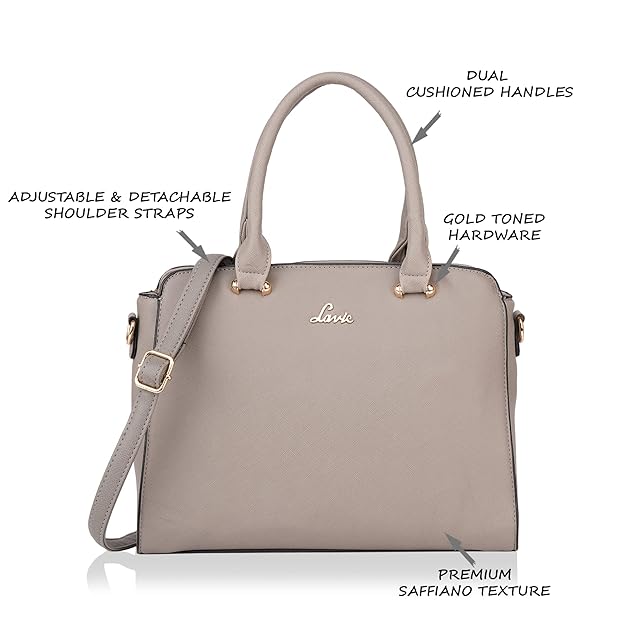 DUAL
CUSHIONED HANDLES
ADJUSTABLE & DETACHABLE
SHOULDER STRAPS
GOLD TONED
HARDWARE
Lavie
PREMIUM
SAFFIANO TEXTURE